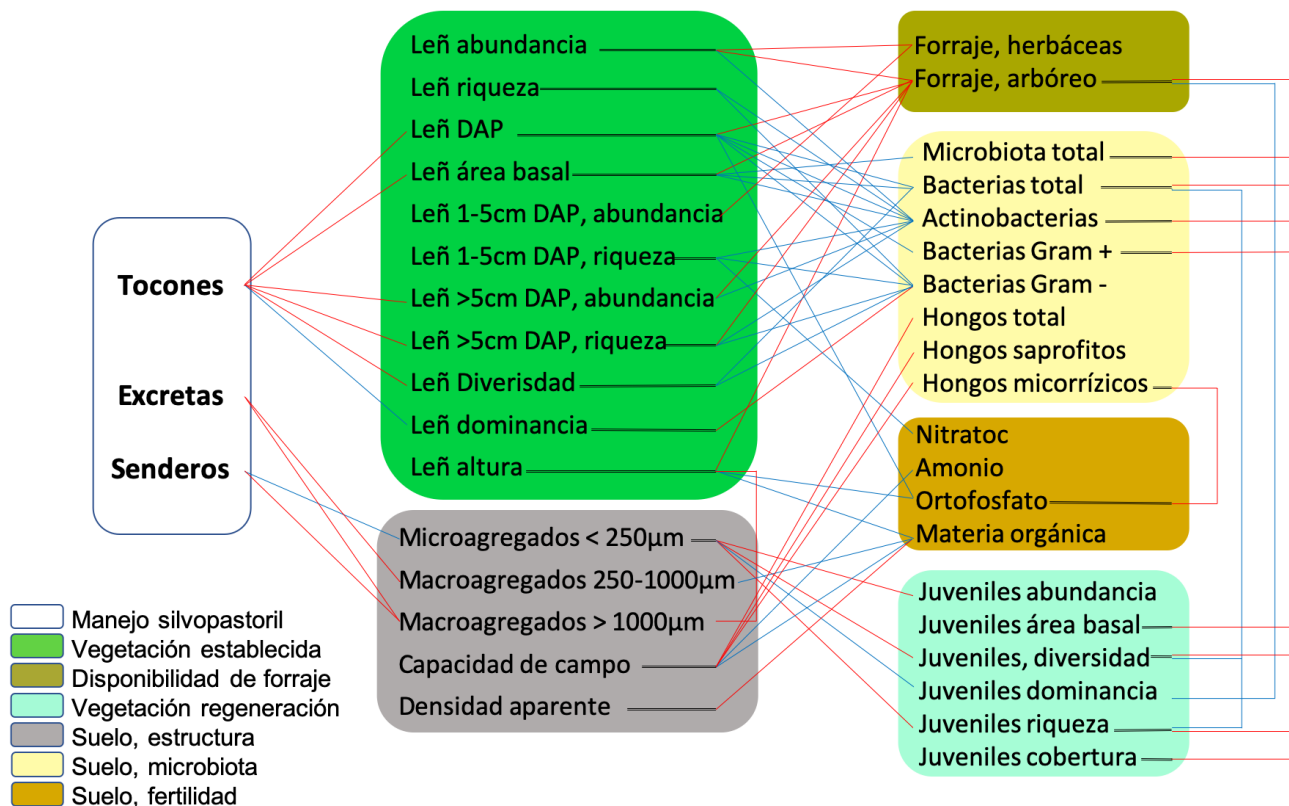 Tocones
Excretas
Senderos
Leñ abundancia
Leñ riqueza
Leñ DAP
Leñ área basal
Leñ 1-5cm DAP, abundancia
Leñ 1-5cm DAP, riqueza
Leñ >5cm DAP, abundancia
Leñ >5cm DAP, riqueza
Leñ Diverisdad
Leñ dominancia
Leñ altura
Microagregados < 250μm
Macroagregados 250-1000μm
Macroagregados > 1000μm
Capacidad de campo
Densidad aparente
Forraje, herbáceas
Forraje, arbóreo
Microbiota total
Bacterias total
Actinobacterias
Bacterias Gram +
Bacterias Gram -
Hongos total
Hongos saprofitos
Hongos micorrízicos
Nitratoc
Amonio
Ortofosfato
Materia orgánica
Juveniles abundancia
Juveniles área basal
Juveniles, diversidad
Juveniles dominancia
Juveniles riqueza
Juveniles cobertura
Manejo silvopastoril
Vegetación establecida
Disponibilidad de forraje
Vegetación regeneración
Suelo, estructura
Suelo, microbiota
Suelo, fertilidad